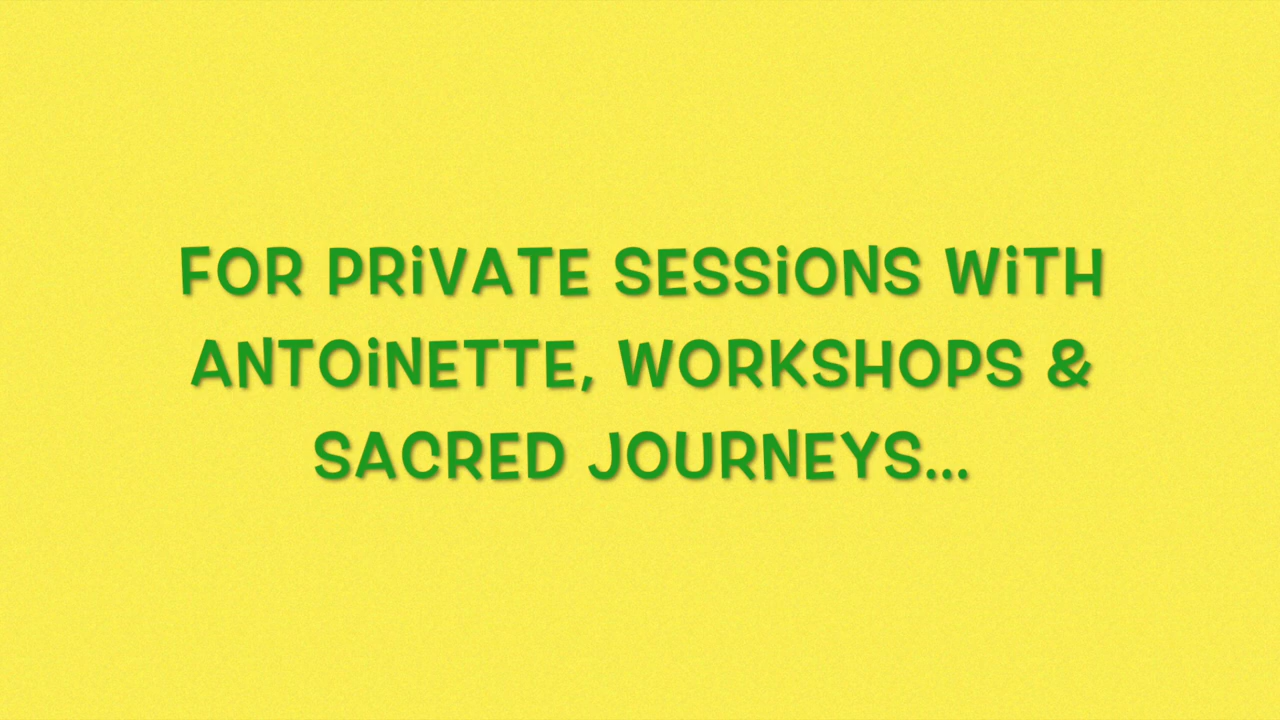 FOR PRiVATE SESSiONS WiTH
ANTOiNETTE, WORKSHOPS &
SACRED JOURNEYS...